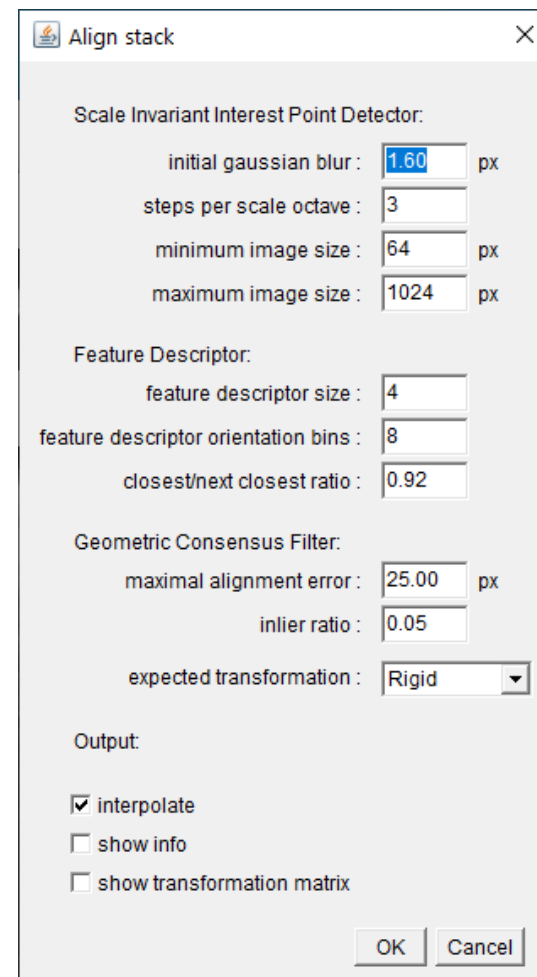 Align stack
Scale Invariant Interest Point Detector:
initial gaussian blur : 1.60 px
steps per scale octave : 3
minimum image size : 64 px
maximum image size : 1024 px
Feature Descriptor:
feature descriptor size : 4
feature descriptor orientation bins : 8
closest/next closest ratio : 0.92
Geometric Consensus Filter:
maximal alignment error : 25.00 px
inlier ratio : 0.05
expected transformation : Rigid
Output:
interpolate
show info
show transformation matrix
OK Cancel